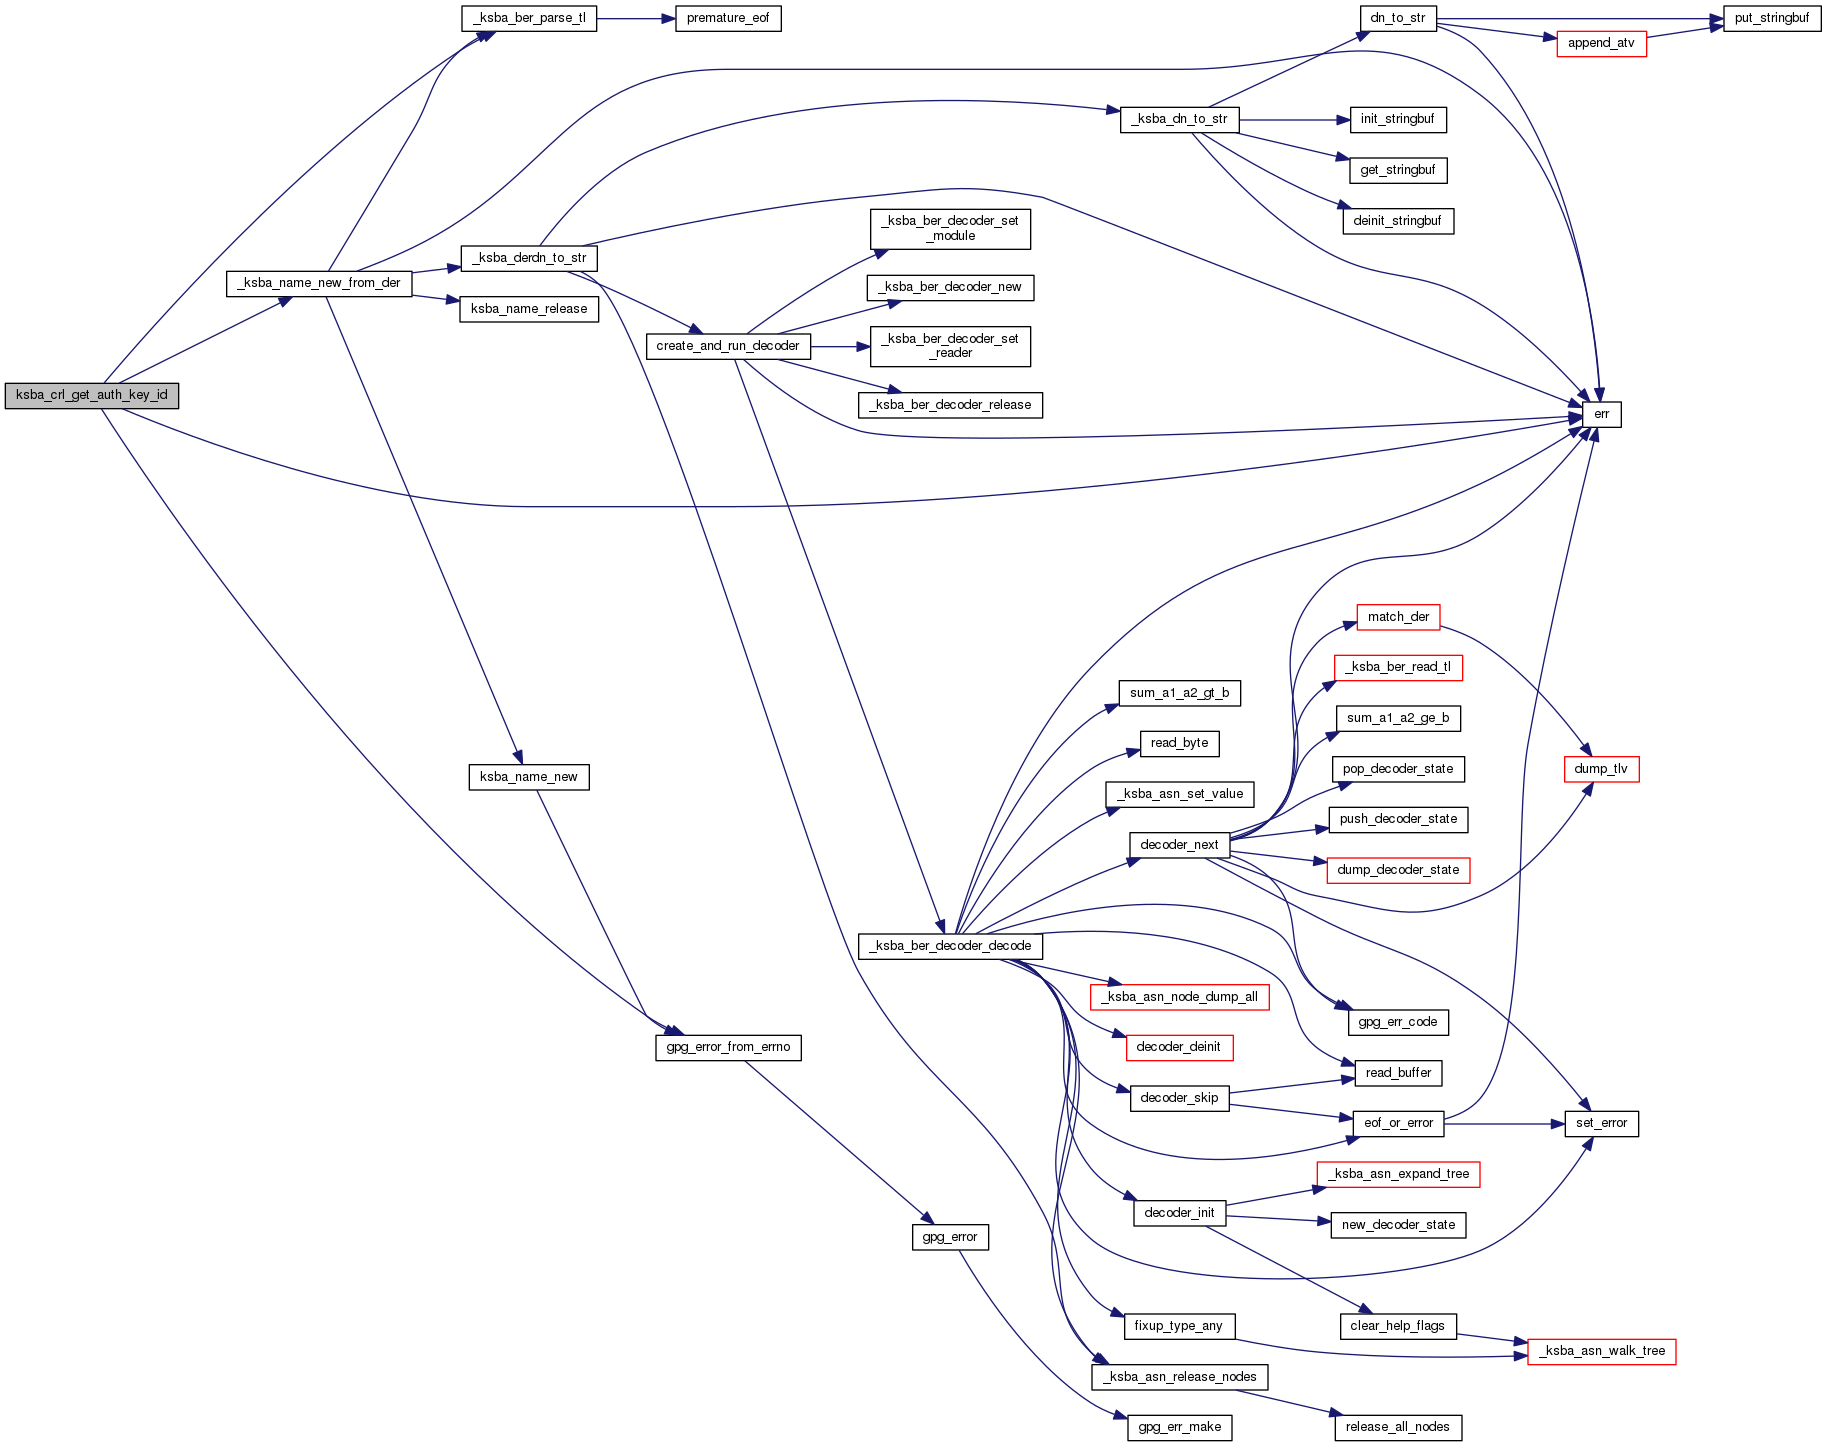 ksba_crl_get_auth_key_id
_ksba_ber_parse_tl
premature_eof
_ksba_name_new_from_der
_ksba_derdn_to_str
ksba_name_release
ksba_name_new
gpg_error_from_errno
create_and_run_decoder
_ksba_ber_decoder_set
_module
_ksba_ber_decoder_new
_ksba_ber_decoder_set
_reader
_ksba_ber_decoder_release
_ksba_ber_decoder_decode
gpg_error
dn_to_str
put_stringbuf
append_atv
_ksba_dn_to_str
init_stringbuf
get_stringbuf
deinit_stringbuf
err
match_der
_ksba_ber_read_tl
sum_a1_a2_gt_b
sum_a1_a2_ge_b
read_byte
pop_decoder_state
dump_tlv
_ksba_asn_set_value
push_decoder_state
decoder_next
dump_decoder_state
_ksba_asn_node_dump_all
gpg_err_code
decoder_deinit
read_buffer
decoder_skip
eof_or_error
set_error
_ksba_asn_expand_tree
decoder_init
new_decoder_state
fixup_type_any
clear_help_flags
_ksba_asn_walk_tree
_ksba_asn_release_nodes
gpg_err_make
release_all_nodes